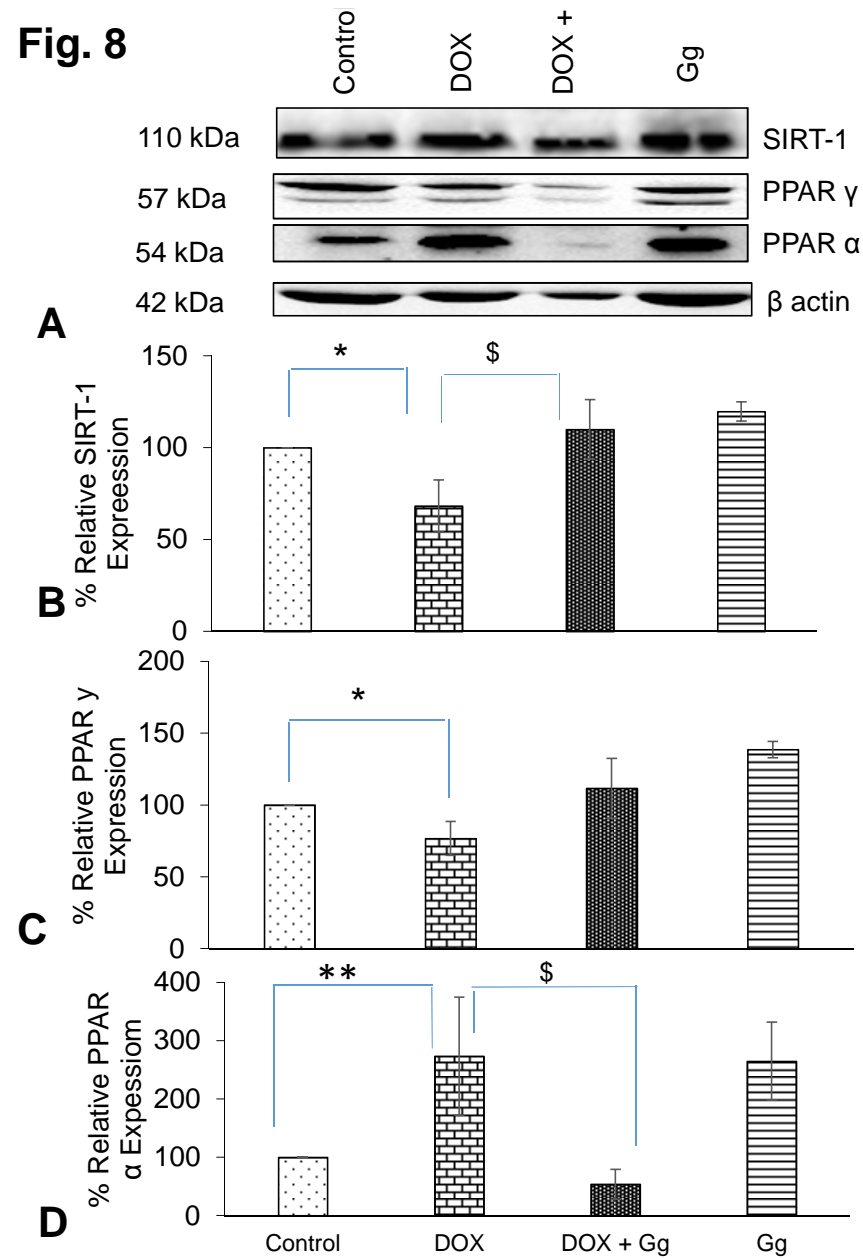 Fig. 8
Control
DOX
DOX +
Gg
110 kDa
SIRT-1
57 kDa
PPAR γ
54 kDa
PPAR α
42 kDa
β actin
A
% Relative SIRT-1
Expreession
150
100
50
0
*
$
B
% Relative PPAR y
Expression
200
150
100
50
0
*
C
% Relative PPAR
α Expessiom
400
300
200
100
0
**
$
D
Control
DOX
DOX + Gg
Gg